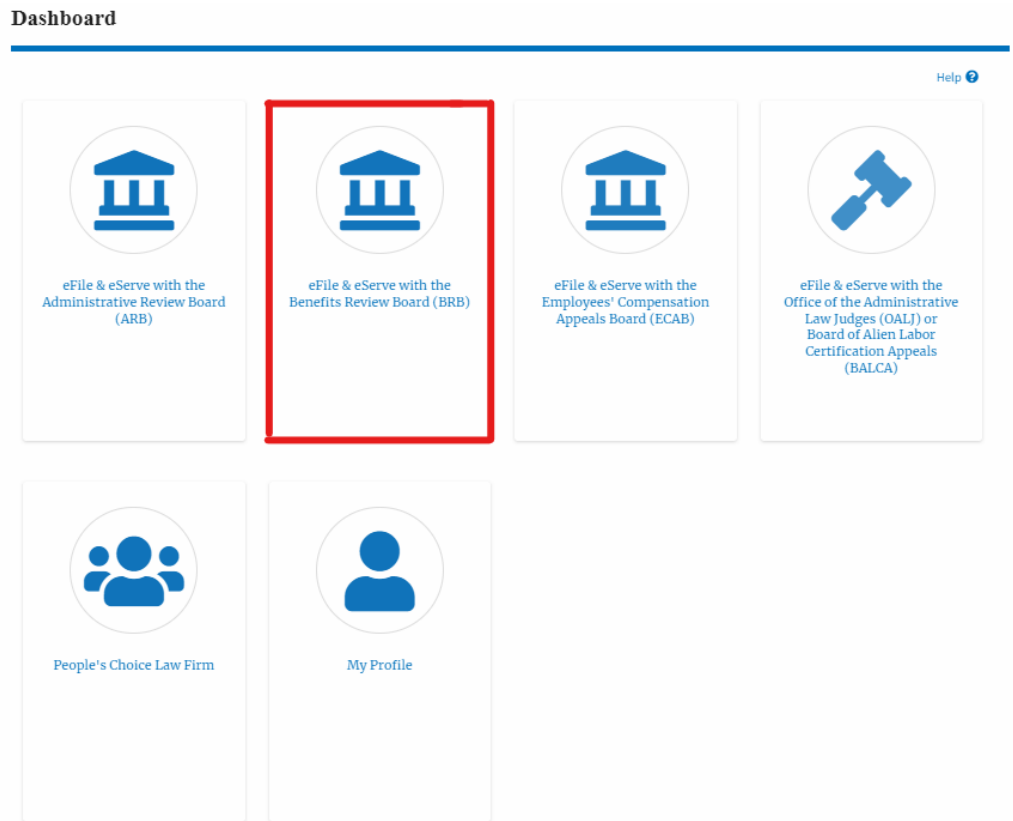 Dashboard
Help
eFile & eServe with the
Administrative Review Board
(ARB)
eFile & eServe with the
Benefits Review Board (BRB)
eFile & eServe with the
Employees' Compensation
Appeals Board (ECAB)
eFile & eServe with the
Office of the Administrative
Law Judges (OALJ) or
Board of Alien Labor
Certification Appeals
(BALCA)
People's Choice Law Firm
My Profile